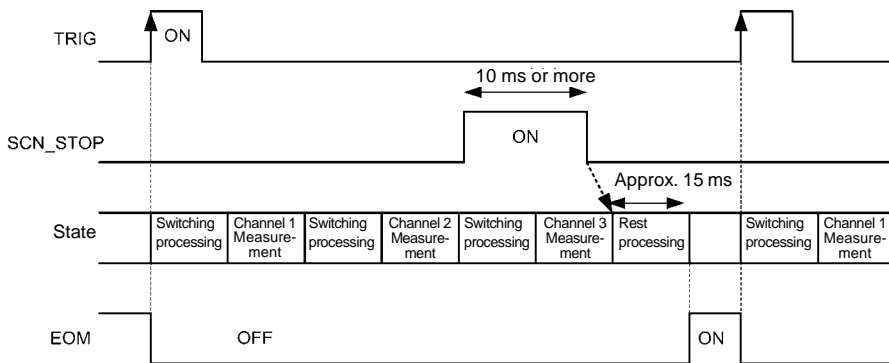 TRIG
ON
10 ms or more
SCN_STOP
ON
Approx. 15 ms
State
Switching
processing
Channel 1
Measure-
ment
Switching
processing
Channel 2
Measure-
ment
Switching
processing
Channel 3
Measure-
ment
Rest
processing
Switching
processing
Channel 1
Measure-
ment
EOM
OFF
ON